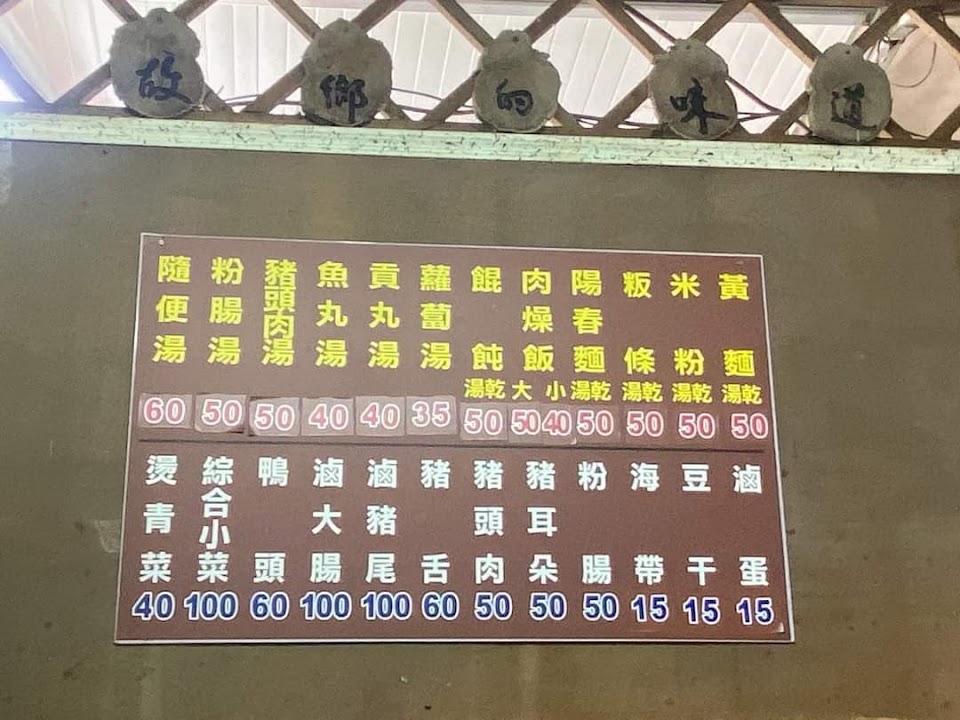 故鄉的味道
黃麵 湯乾 50
米粉 湯乾 50
粄條 湯乾 50
陽春麵 湯乾 50
肉燥飯 大 小 50 40
餛飩 湯乾 50
蘿蔔湯 35
貢丸湯 40
魚丸湯 40
豬頭肉湯 50
粉腸湯 50
隨便湯 60
滷蛋 15
豆干 15
海帶 15
粉腸 50
豬耳朵 50
豬頭肉 50
豬舌 60
滷豬尾 100
滷大腸 100
鴨頭 60
綜合小菜 100
燙青菜 40